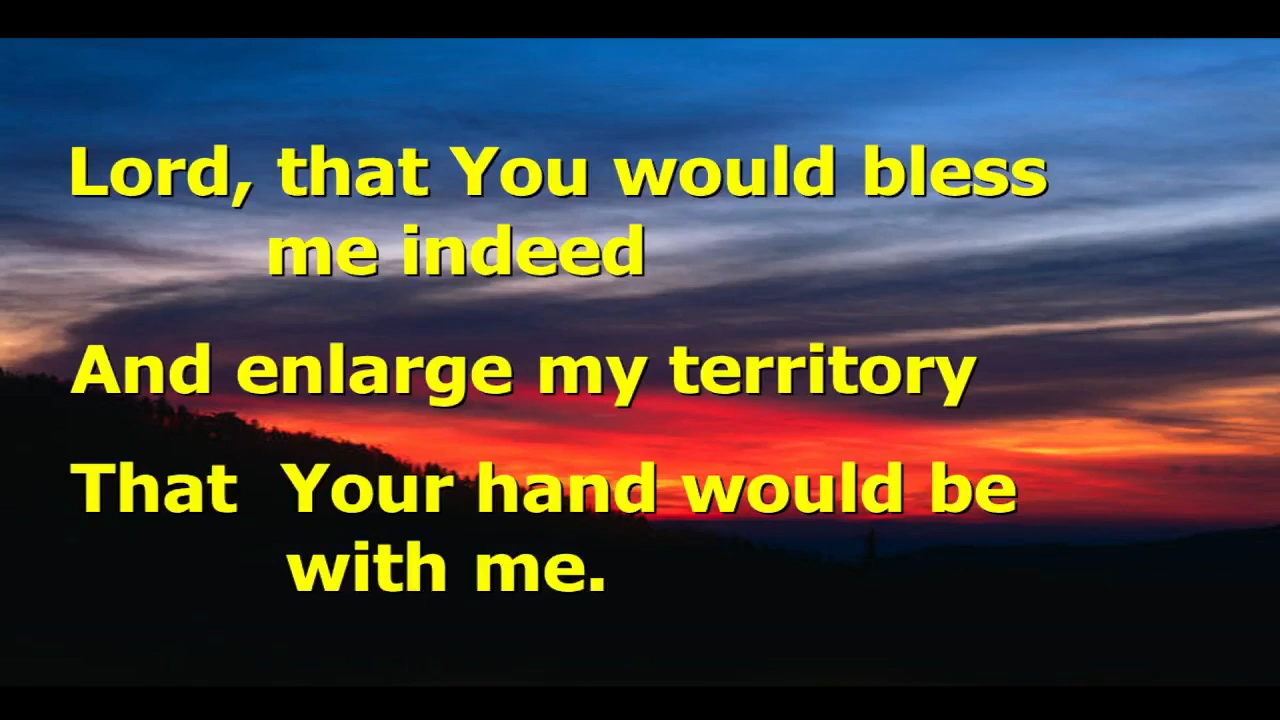 Lord, that You would bless
me indeed
And enlarge my territory
That Your hand would be
with me.